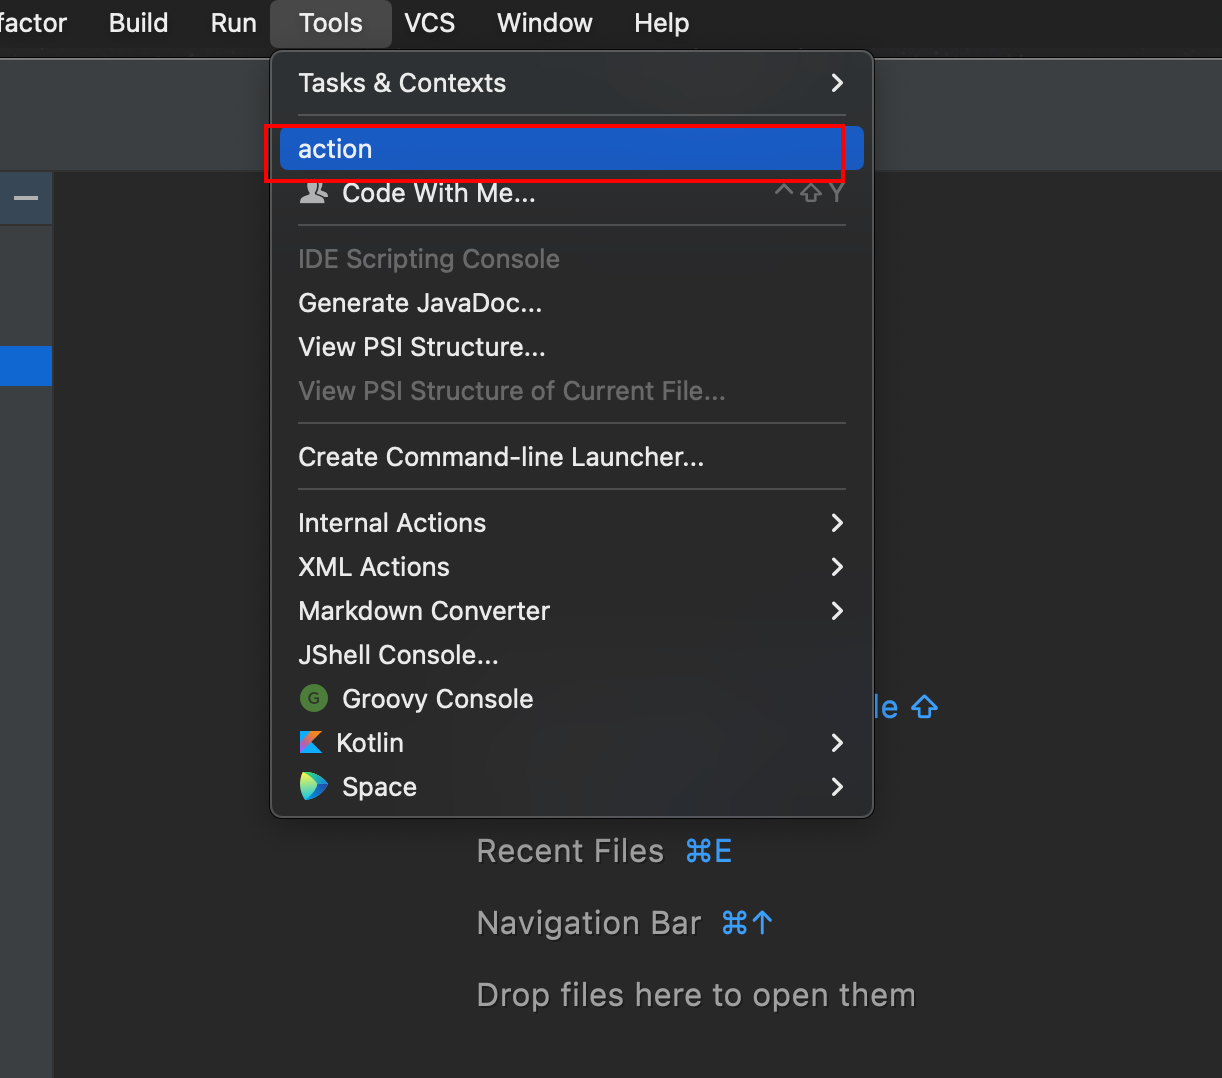 factor Build Run Tools VCS Window Help
Tasks & Contexts
action
Code With Me... ^⇧Y
IDE Scripting Console
Generate JavaDoc...
View PSI Structure...
View PSI Structure of Current File...
Create Command-line Launcher...
Internal Actions
XML Actions
Markdown Converter
JShell Console...
G Groovy Console
le ⇧
Kotlin
Space
Recent Files ⌘E
Navigation Bar ⌘↑
Drop files here to open them